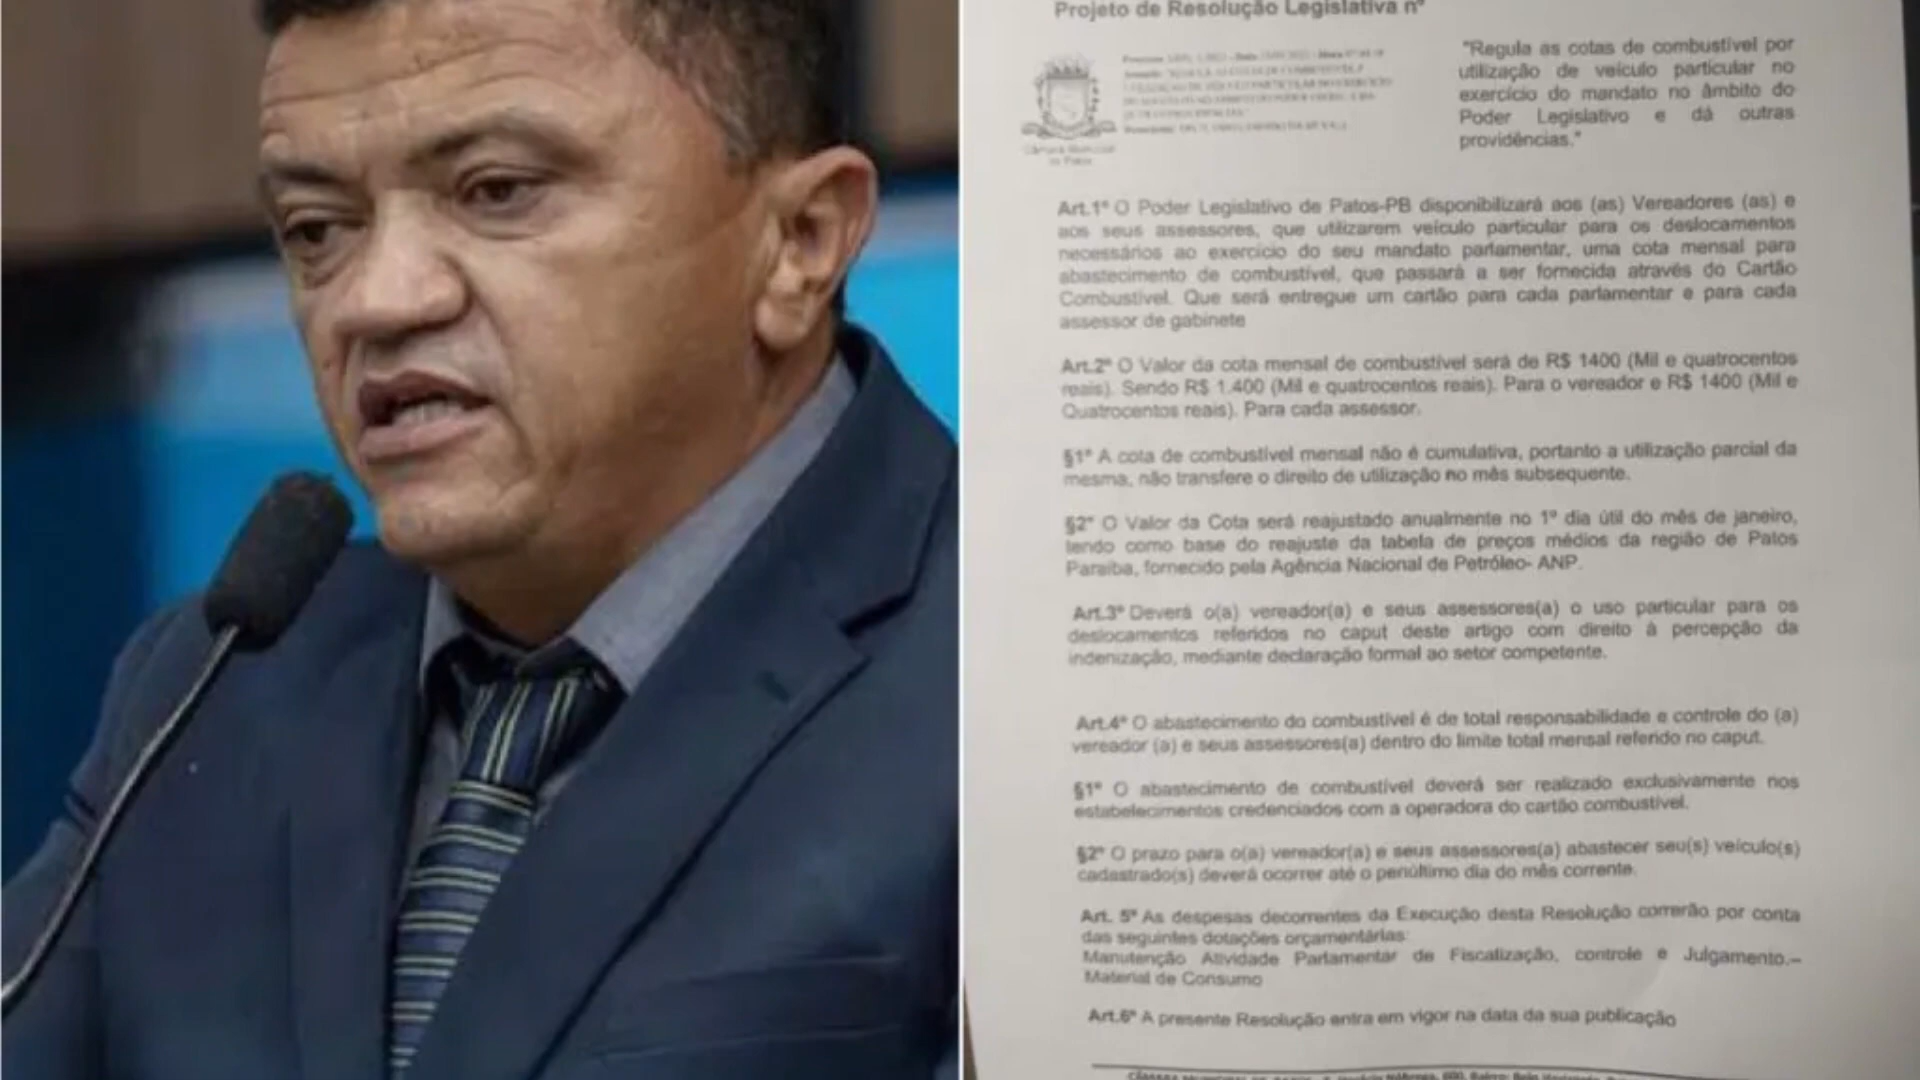 Projeto de Resolução Legislativa nº
"Regula as cotas de combustível por
utilização de veículo particular no
exercício do mandato no âmbito do
Poder Legislativo e dá outras
providências."
Câmara Municipal
de Patos
Art.1º O Poder Legislativo de Patos-PB disponibilizará aos (as) Vereadores (as) e
aos seus assessores, que utilizarem veículo particular para os deslocamentos
necessários ao exercício do seu mandato parlamentar, uma cota mensal para
abastecimento de combustível, que passará a ser fornecida através do Cartão
Combustível. Que será entregue um cartão para cada parlamentar e para cada
assessor de gabinete
Art.2º O Valor da cota mensal de combustível será de R$ 1400 (Mil e quatrocentos
reais). Sendo R$ 1.400 (Mil e quatrocentos reais). Para o vereador e R$ 1400 (Mil e
Quatrocentos reais). Para cada assessor.
§1º A cota de combustível mensal não é cumulativa, portanto a utilização parcial da
mesma, não transfere o direito de utilização no mês subsequente.
§2º O Valor da Cota será reajustado anualmente no 1º dia útil do mês de janeiro,
tendo como base do reajuste da tabela de preços médios da região de Patos
Paraíba, fornecido pela Agência Nacional de Petróleo- ANP.
Art.3º Deverá o(a) vereador(a) e seus assessores(a) o uso particular para os
deslocamentos referidos no caput deste artigo com direito à percepção da
indenização, mediante declaração formal ao setor competente.
Art.4º O abastecimento do combustível é de total responsabilidade e controle do (a)
vereador (a) e seus assessores(a) dentro do limite total mensal referido no caput.
§1º O abastecimento de combustível deverá ser realizado exclusivamente nos
estabelecimentos credenciados com a operadora do cartão combustível.
§2º O prazo para o(a) vereador(a) e seus assessores(a) abastecer seu(s) veículo(s)
cadastrado(s) deverá ocorrer até o penúltimo dia do mês corrente.
Art. 5º As despesas decorrentes da Execução desta Resolução correrão por conta
das seguintes dotações orçamentárias:
Manutenção Atividade Parlamentar de Fiscalização, controle e Julgamento.–
Material de Consumo
Art.6º A presente Resolução entra em vigor na data da sua publicação